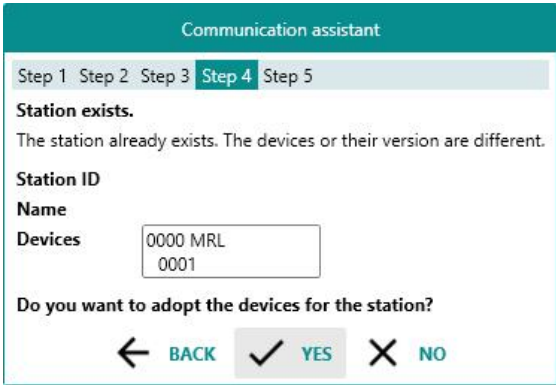 Communication assistant
Step 1 Step 2 Step 3 Step 4 Step 5
Station exists.
The station already exists. The devices or their version are different.
Station ID
Name
Devices
0000 MRL
0001
Do you want to adopt the devices for the station?
BACK YES NO